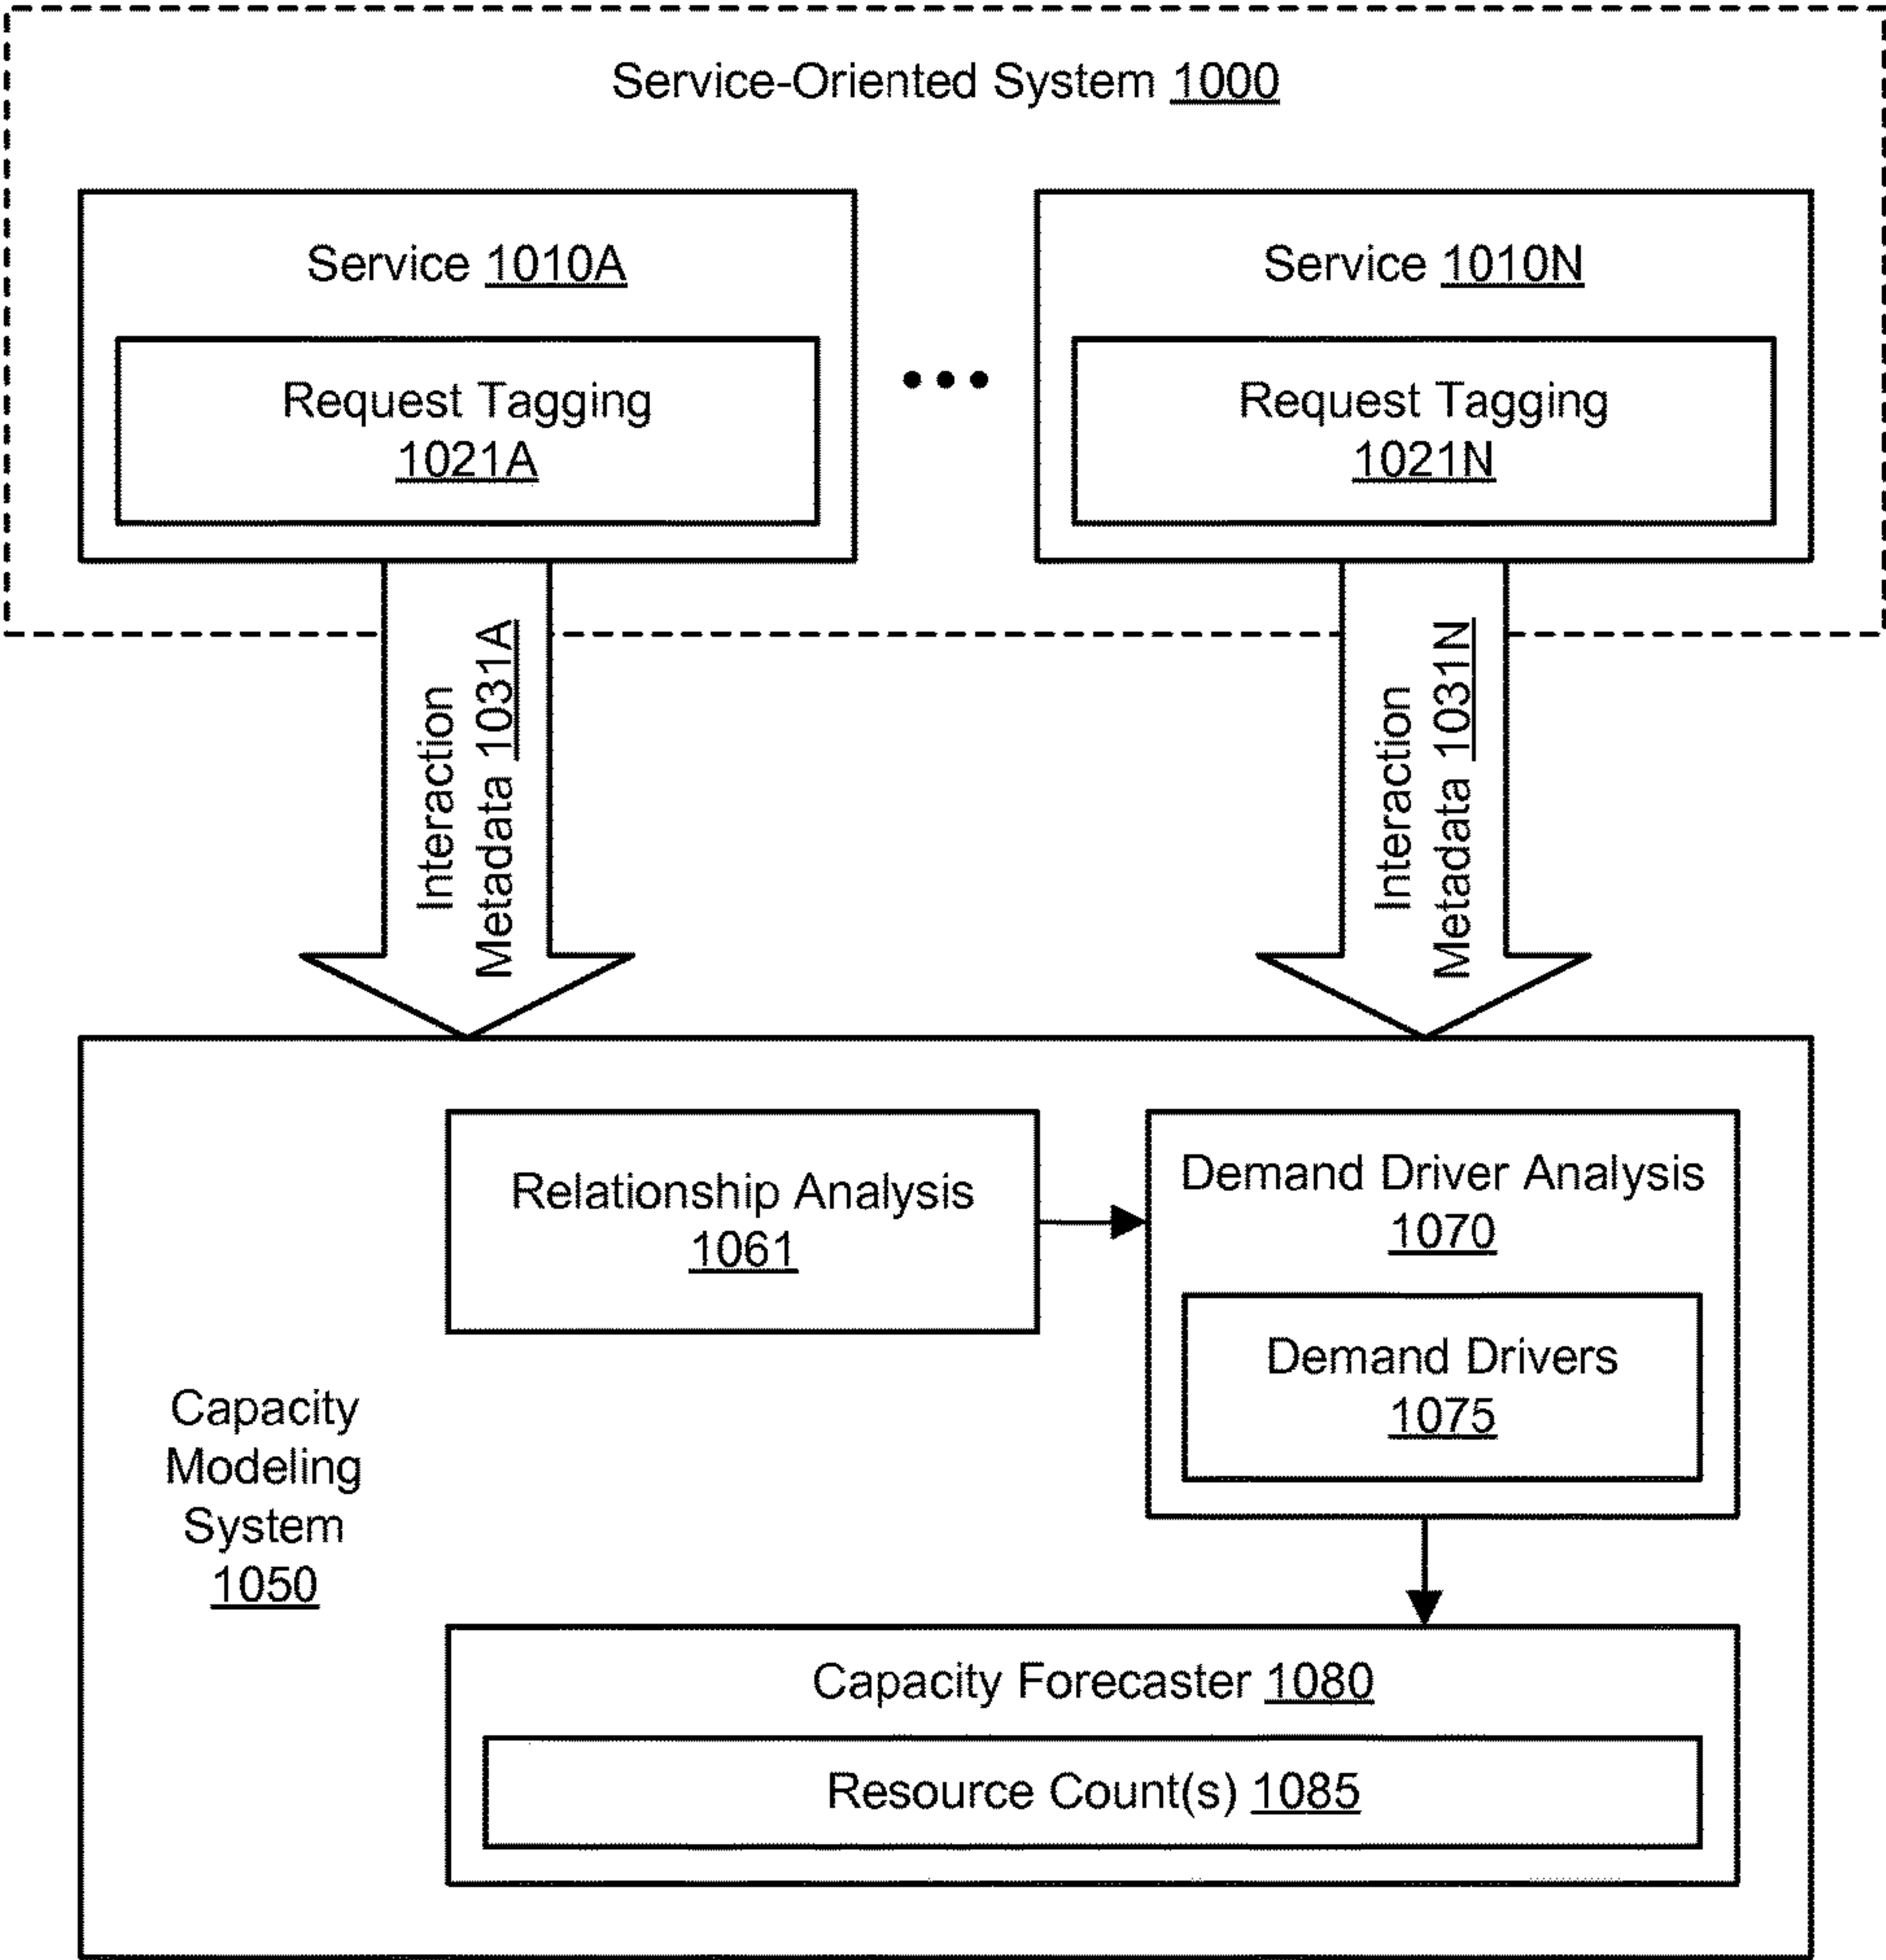 Service-Oriented System 1000
Service 1010A
Request Tagging
1021A
Service 1010N
Request Tagging
1021N
Interaction
Metadata 1031A
Interaction
Metadata 1031N
Capacity
Modeling
System
1050
Relationship Analysis
1061
Demand Driver Analysis
1070
Demand Drivers
1075
Capacity Forecaster 1080
Resource Count(s) 1085